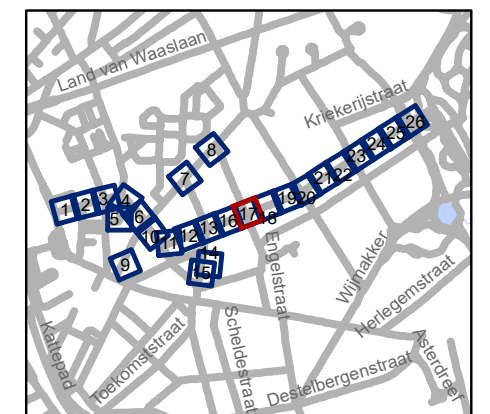 Land van Waaslaan
Kriekerijstraat
26
25
24
23
22
21
20
19
18
17
16
15
14
13
12
11
10
9
8
7
6
5
4
3
2
1
Engelstraat
Wijmakker
Herlegemstraat
Kattepad
Toekomststraat
Scheldestraat
Destelbergenstraat
Asterdreef